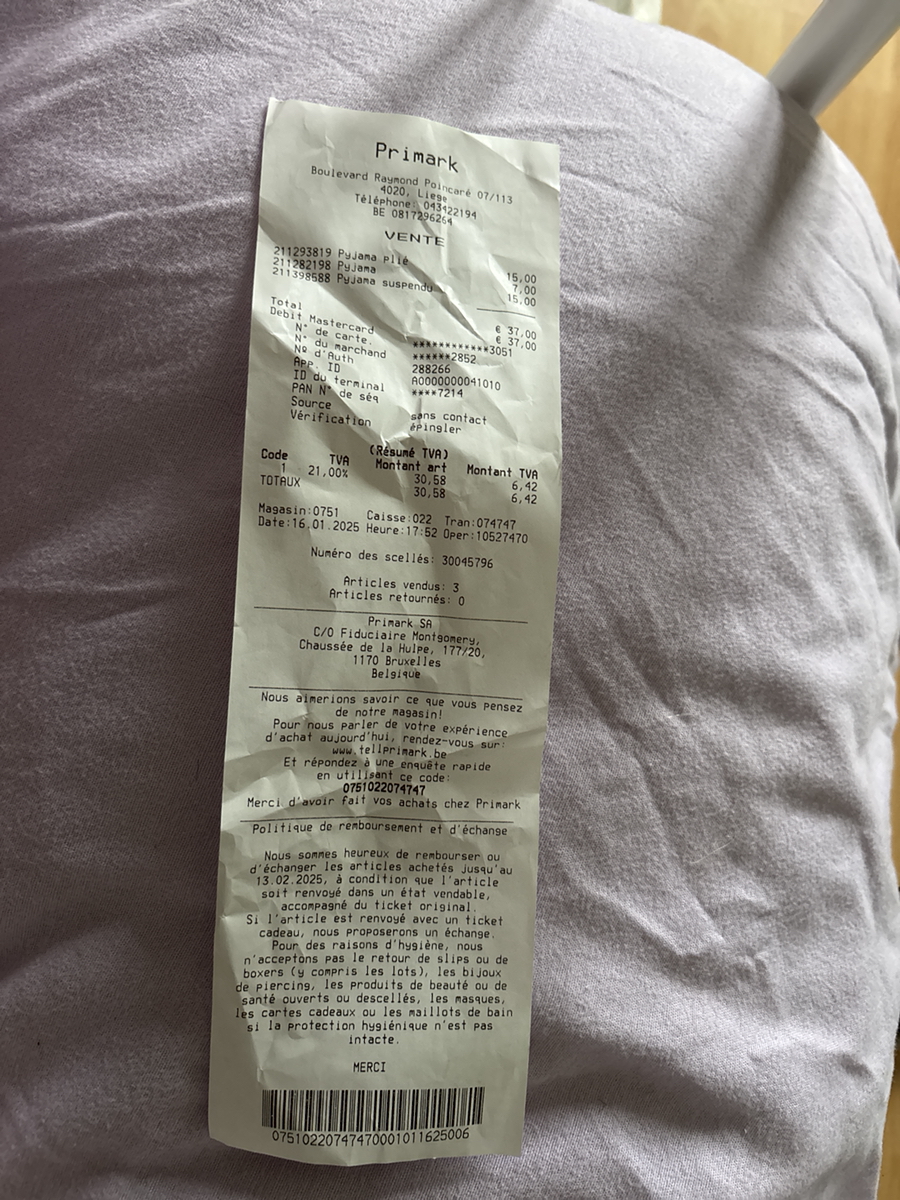 Primark
Boulevard Raymond Poincaré 07/113
4020, Liege
Téléphone: 043422194
BE 0817296264
VENTE
211293819 Pyjama plié 15,00
211282198 Pyjama 7,00
211398588 Pyjama suspendu 15,00
Total € 37,00
Debit Mastercard € 37,00
N° de carte. ************3051
N° du marchand ******2852
Nº d'Auth 288266
App. ID A0000000041010
ID du terminal ****7214
PAN N° de séq
Source sans contact
Vérification épingler
(Résumé TVA)
Code TVA Montant art Montant TVA
1 21,00% 30,58 6,42
TOTAUX 30,58 6,42
Magasin:0751 Caisse:022 Tran:074747
Date:16.01.2025 Heure:17:52 Oper:10527470
Numéro des scellés: 30045796
Articles vendus: 3
Articles retournés: 0
Primark SA
C/O Fiduciaire Montgomery,
Chaussée de la Hulpe, 177/20,
1170 Bruxelles
Belgique
Nous aimerions savoir ce que vous pensez
de notre magasin!
Pour nous parler de votre expérience
d'achat aujourd'hui, rendez-vous sur:
www.tellprimark.be
Et répondez à une enquête rapide
en utilisant ce code:
0751022074747
Merci d'avoir fait vos achats chez Primark
Politique de remboursement et d'échange
Nous sommes heureux de rembourser ou
d'échanger les articles achetés jusqu'au
13.02.2025, à condition que l'article
soit renvoyé dans un état vendable,
accompagné du ticket original.
Si l'article est renvoyé avec un ticket
cadeau, nous proposerons un échange.
Pour des raisons d'hygiène, nous
n'acceptons pas le retour de slips ou de
boxers (y compris les lots), les bijoux
de piercing, les produits de beauté ou de
santé ouverts ou descellés, les masques,
les cartes cadeaux ou les maillots de bain
si la protection hygiénique n'est pas
intacte.
MERCI
07510220747470001011625006